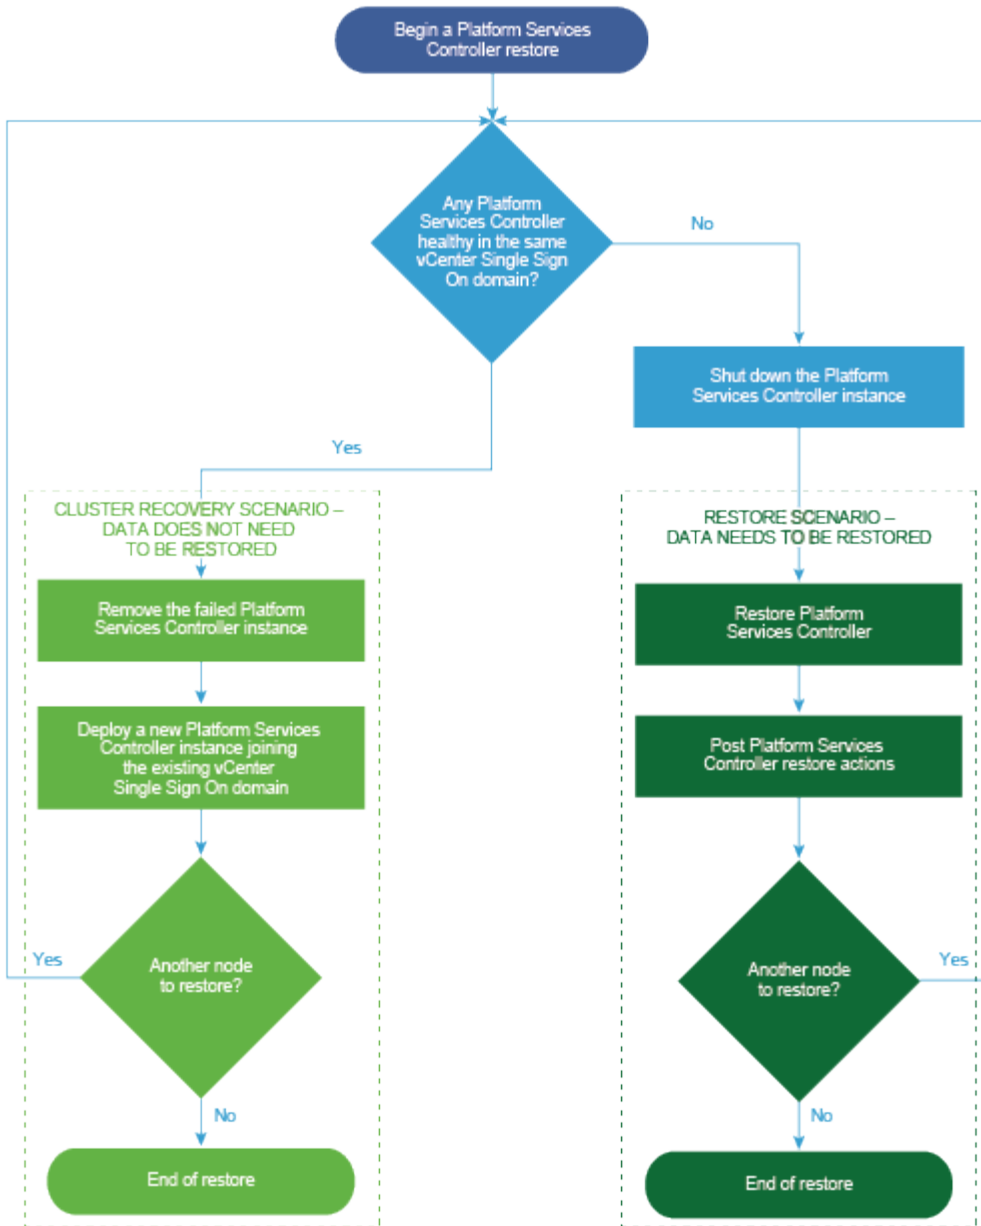 Begin a Platform Services
Controller restore
Any Platform
Services Controller
healthy in the same
vCenter Single Sign
On domain?
No
Shut down the Platform
Services Controller instance
Yes
CLUSTER RECOVERY SCENARIO –
DATA DOES NOT NEED
TO BE RESTORED
Remove the failed Platform
Services Controller instance
Deploy a new Platform Services
Controller instance joining
the existing vCenter
Single Sign On domain
Another node
to restore?
Yes
No
End of restore
RESTORE SCENARIO –
DATA NEEDS TO BE RESTORED
Restore Platform
Services Controller
Post Platform Services
Controller restore actions
Another node
to restore?
Yes
No
End of restore